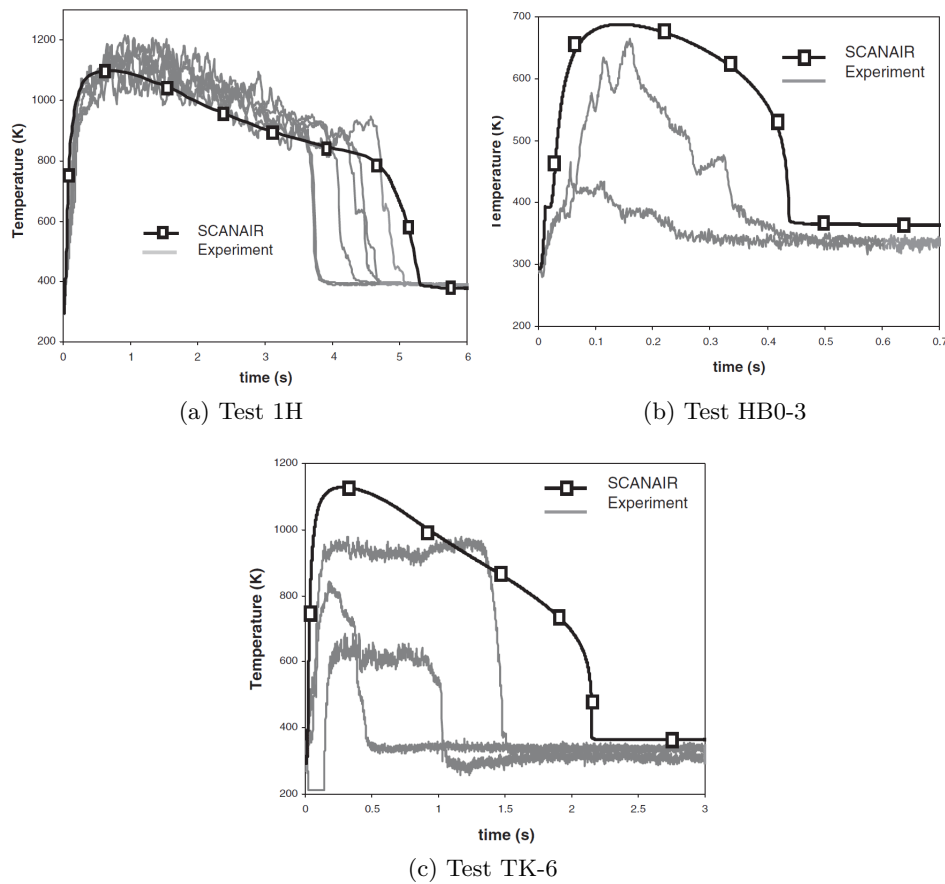 1200
1000
800
600
400
200
Temperature (K)
SCANAIR
Experiment
0 1 2 3 4 5 6
time (s)
(a) Test 1H
700
600
500
400
300
200
Temperature (K)
SCANAIR
Experiment
0 0.1 0.2 0.3 0.4 0.5 0.6 0.7
time (s)
(b) Test HB0-3
1200
1000
800
600
400
200
Temperature (K)
SCANAIR
Experiment
0 0.5 1 1.5 2 2.5 3
time (s)
(c) Test TK-6